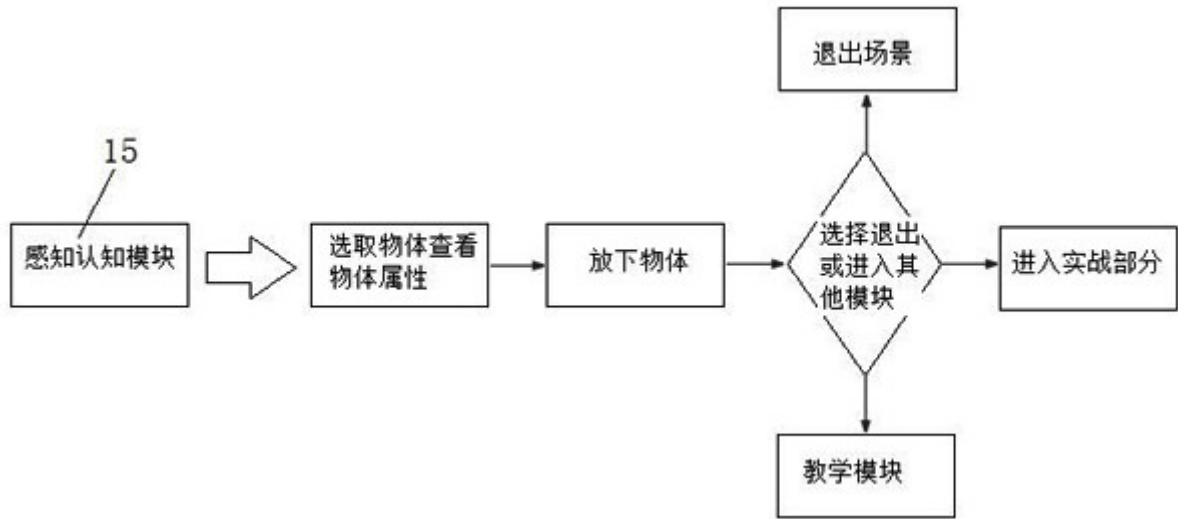 退出场景
15
感知认知模块
选取物体查看
物体属性
放下物体
选择退出
或进入其
他模块
进入实战部分
教学模块